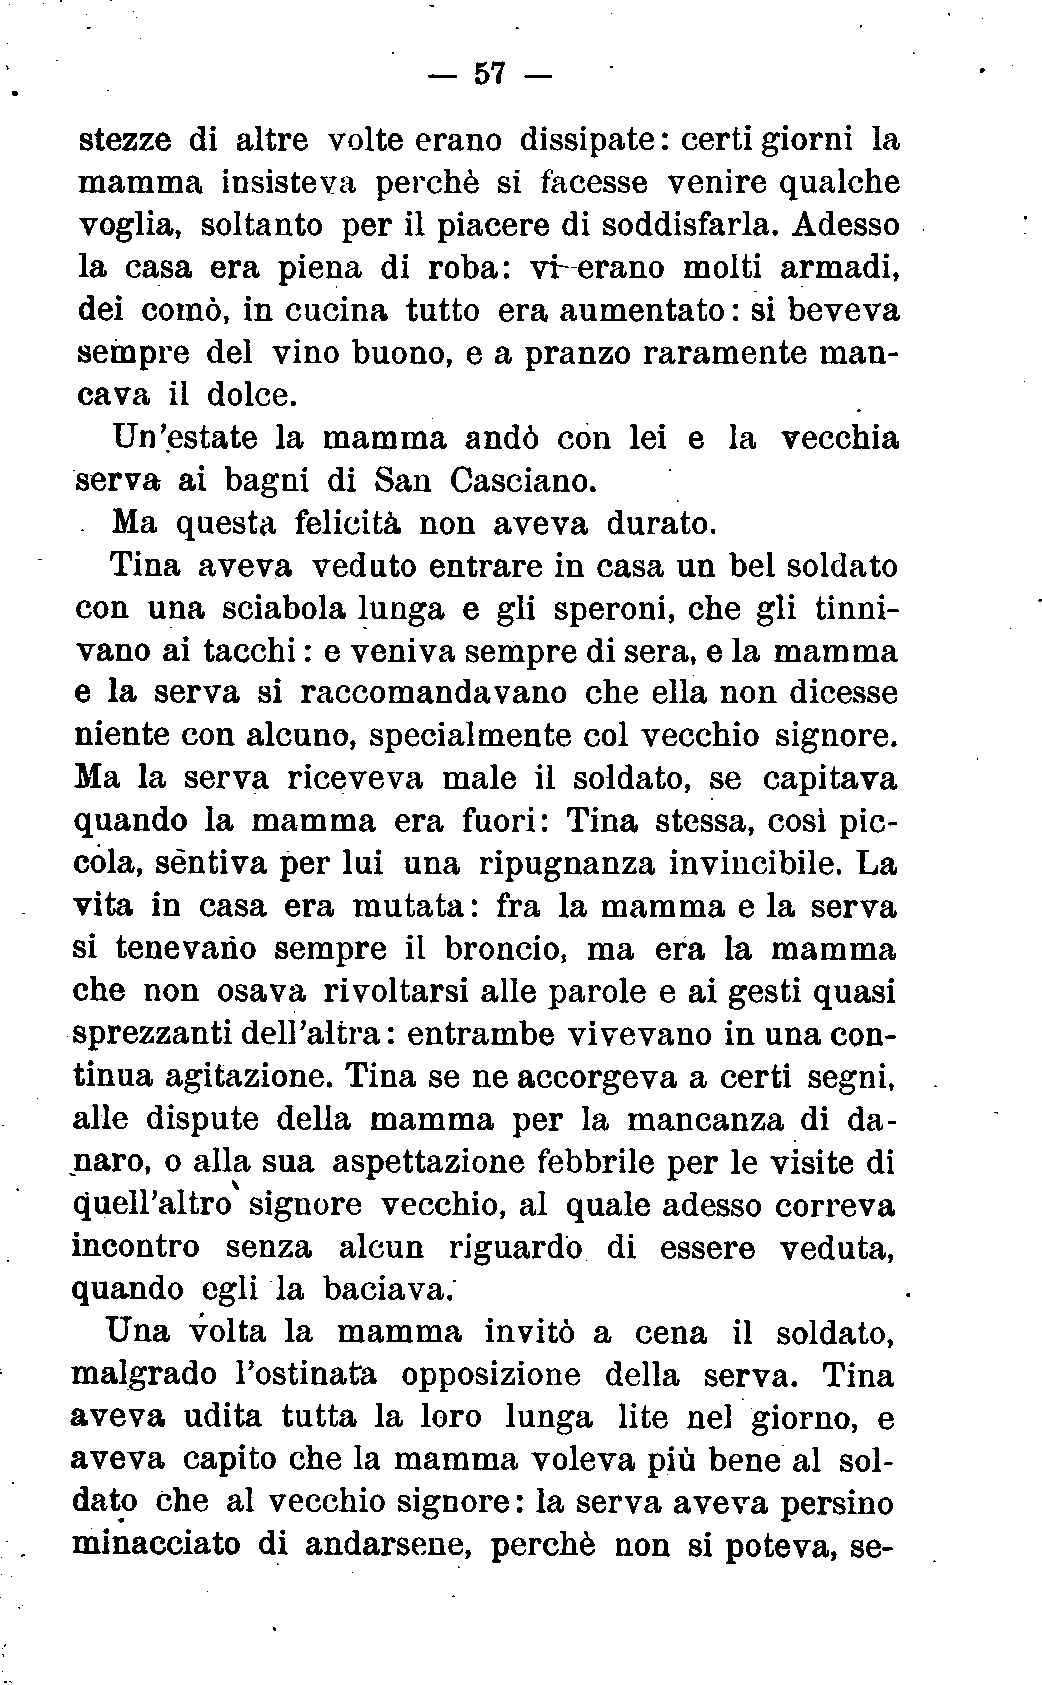 — 57 —
stezze di altre volte erano dissipate: certi giorni la
mamma insisteva perchè si facesse venire qualche
voglia, soltanto per il piacere di soddisfarla. Adesso
la casa era piena di roba: vi erano molti armadi,
dei comò, in cucina tutto era aumentato: si beveva
sempre del vino buono, e a pranzo raramente man-
cava il dolce.
Un'estate la mamma andò con lei e la vecchia
serva ai bagni di San Casciano.
Ma questa felicità non aveva durato.
Tina aveva veduto entrare in casa un bel soldato
con una sciabola lunga e gli speroni, che gli tinni-
vano ai tacchi: e veniva sempre di sera, e la mamma
e la serva si raccomandavano che ella non dicesse
niente con alcuno, specialmente col vecchio signore.
Ma la serva riceveva male il soldato, se capitava
quando la mamma era fuori: Tina stessa, così pic-
cola, sentiva per lui una ripugnanza invincibile. La
vita in casa era mutata: fra la mamma e la serva
si tenevano sempre il broncio, ma era la mamma
che non osava rivoltarsi alle parole e ai gesti quasi
sprezzanti dell'altra: entrambe vivevano in una con-
tinua agitazione. Tina se ne accorgeva a certi segni,
alle dispute della mamma per la mancanza di da-
naro, o alla sua aspettazione febbrile per le visite di
quell'altro signore vecchio, al quale adesso correva
incontro senza alcun riguardo di essere veduta,
quando egli la baciava.
Una volta la mamma invitò a cena il soldato,
malgrado l'ostinata opposizione della serva. Tina
aveva udita tutta la loro lunga lite nel giorno, e
aveva capito che la mamma voleva più bene al sol-
dato che al vecchio signore: la serva aveva persino
minacciato di andarsene, perchè non si poteva, se-